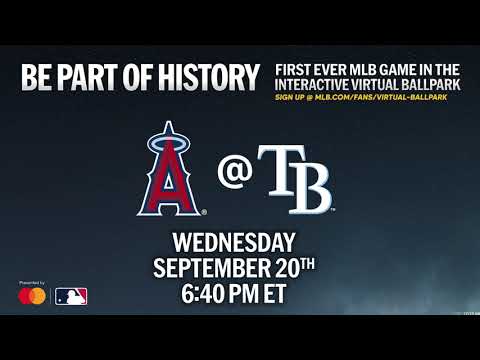 BE PART OF HISTORY
FIRST EVER MLB GAME IN THE
INTERACTIVE VIRTUAL BALLPARK
SIGN UP @ MLB.COM/FANS/VIRTUAL-BALLPARK
A @ TB
WEDNESDAY
SEPTEMBER 20TH
6:40 PM ET
Presented by